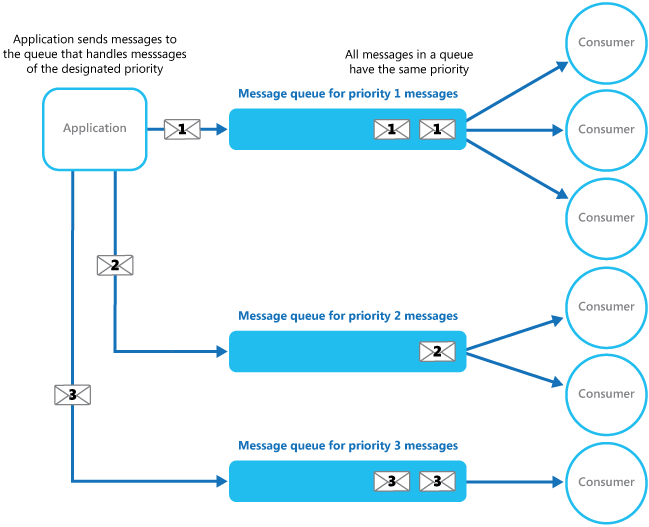 Application sends messages to
the queue that handles messsages
of the designated priority
All messages in a queue
have the same priority
Consumer
Message queue for priority 1 messages
Application
1
1
1
Consumer
Consumer
2
Message queue for priority 2 messages
Consumer
2
3
Consumer
Message queue for priority 3 messages
3
3
Consumer